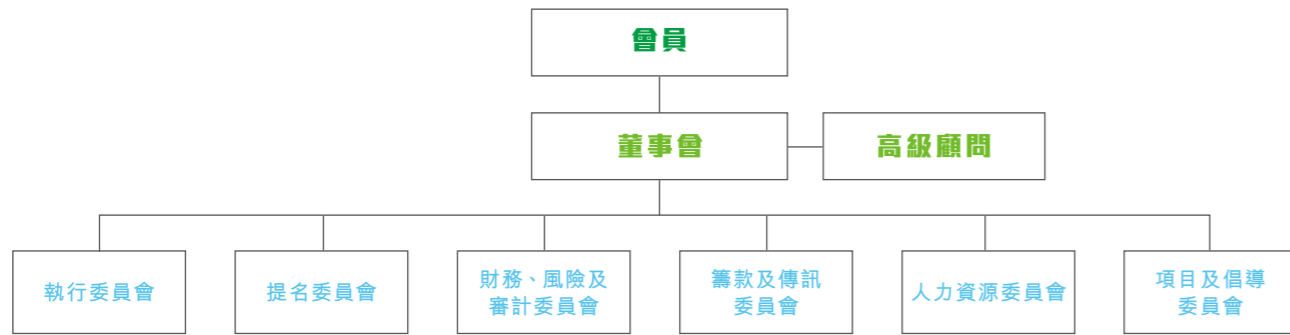 會員
董事會
高級顧問
執行委員會
提名委員會
財務、風險及
審計委員會
籌款及傳訊
委員會
人力資源委員會
項目及倡導
委員會